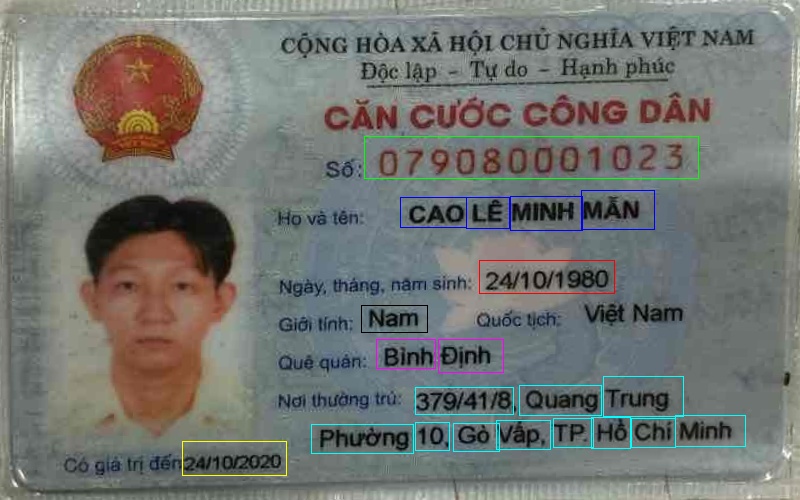 CỘNG HÒA XÃ HỘI CHỦ NGHĨA VIỆT NAM
Độc lập - Tự do - Hạnh phúc
CĂN CƯỚC CÔNG DÂN
Số: 079080001023
Họ và tên: CAO LÊ MINH MẪN
Ngày, tháng, năm sinh: 24/10/1980
Giới tính: Nam Quốc tịch: Việt Nam
Quê quán: Bình Định
Nơi thường trú: 379/41/8, Quang Trung
Phường 10, Gò Vấp, TP. Hồ Chí Minh
Có giá trị đến 24/10/2020